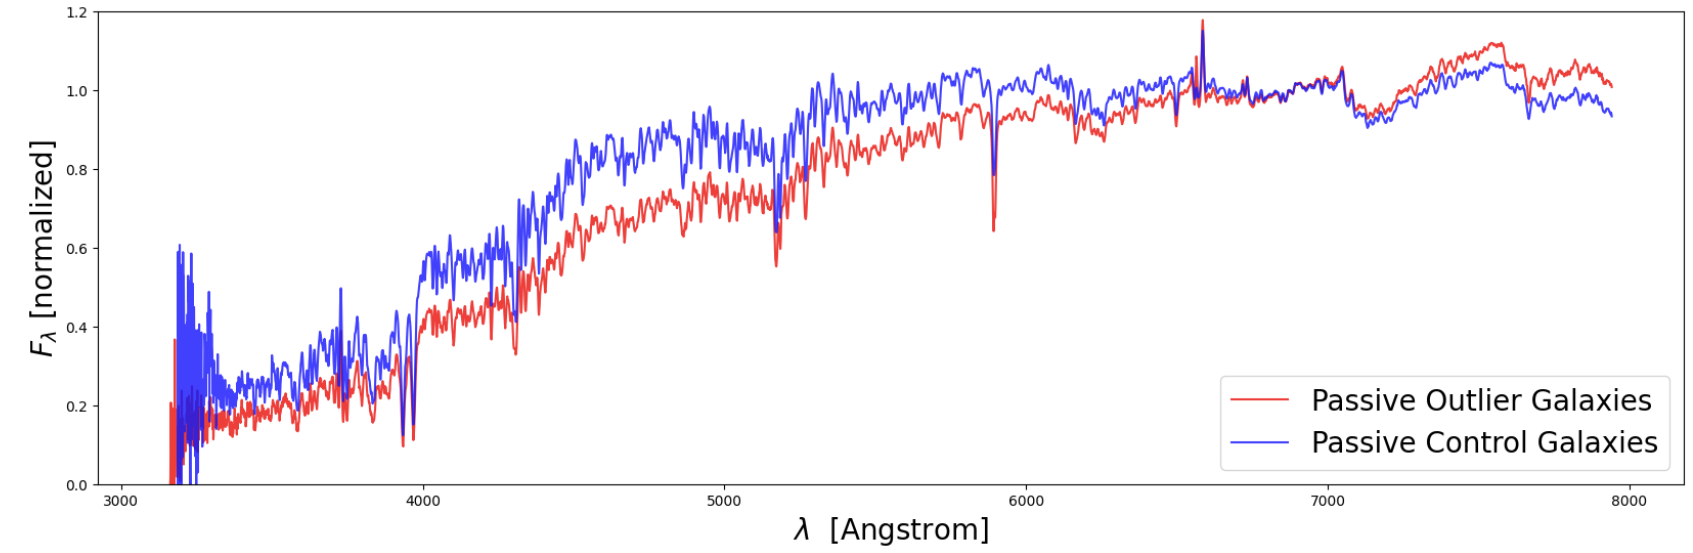 1.2
1.0
0.8
0.6
0.4
0.2
0.0
F_λ [normalized]
3000 4000 5000 6000 7000 8000
λ [Angstrom]
Passive Outlier Galaxies
Passive Control Galaxies